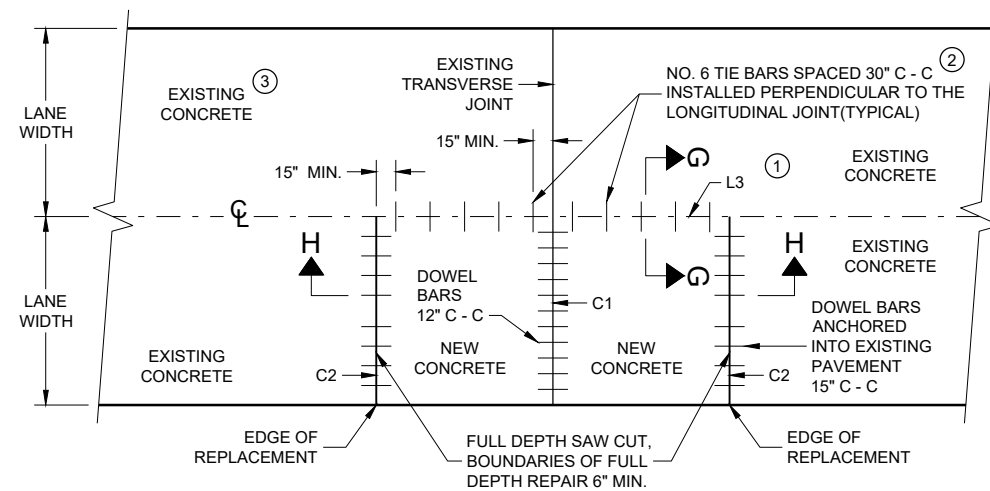 LANE
WIDTH
EXISTING
CONCRETE
3
EXISTING
TRANSVERSE
JOINT
NO. 6 TIE BARS SPACED 30" C - C
2
INSTALLED PERPENDICULAR TO THE
LONGITUDINAL JOINT(TYPICAL)
15" MIN.
15" MIN.
G
1
EXISTING
CONCRETE
L3
CL
H
G
H
EXISTING
CONCRETE
LANE
WIDTH
DOWEL
BARS
12" C - C
C1
DOWEL BARS
ANCHORED
INTO EXISTING
PAVEMENT
15" C - C
EXISTING
CONCRETE
C2
NEW
CONCRETE
NEW
CONCRETE
C2
EDGE OF
REPLACEMENT
FULL DEPTH SAW CUT,
BOUNDARIES OF FULL
DEPTH REPAIR 6" MIN.
EDGE OF
REPLACEMENT